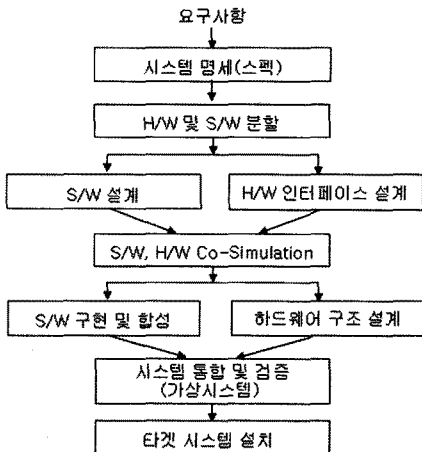 요구사항
시스템 명세(스펙)
H/W 및 S/W 분할
S/W 설계
H/W 인터페이스 설계
S/W, H/W Co-Simulation
S/W 구현 및 합성
하드웨어 구조 설계
시스템 통합 및 검증
(가상시스템)
타겟 시스템 설치